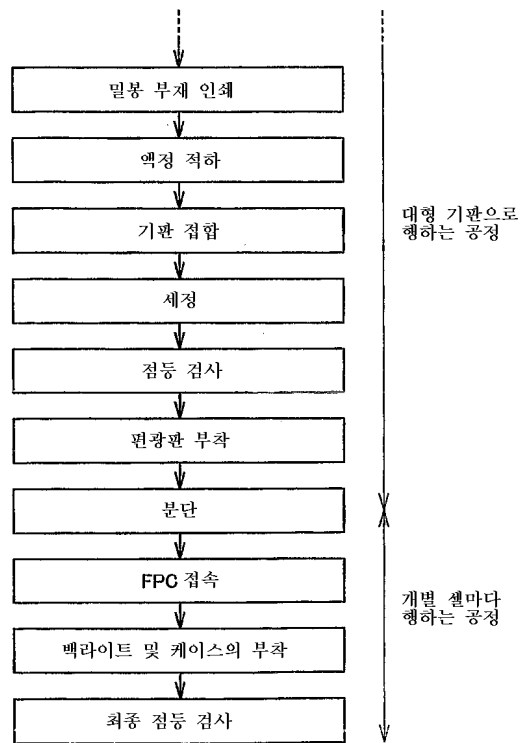 밀봉 부재 인쇄
액정 적하
기판 접합
세정
점등 검사
편광판 부착
분단
FPC 접속
백라이트 및 케이스의 부착
최종 점등 검사
대형 기판으로
행하는 공정
개별 셀마다
행하는 공정